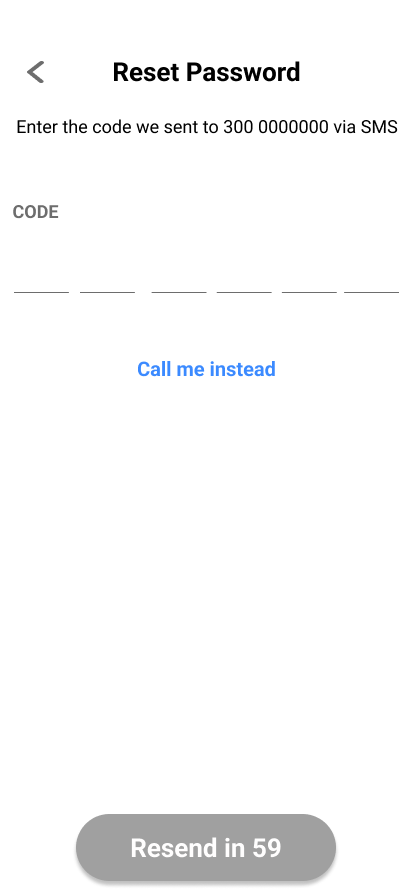 Reset Password
Enter the code we sent to 300 0000000 via SMS
CODE
Call me instead
Resend in 59